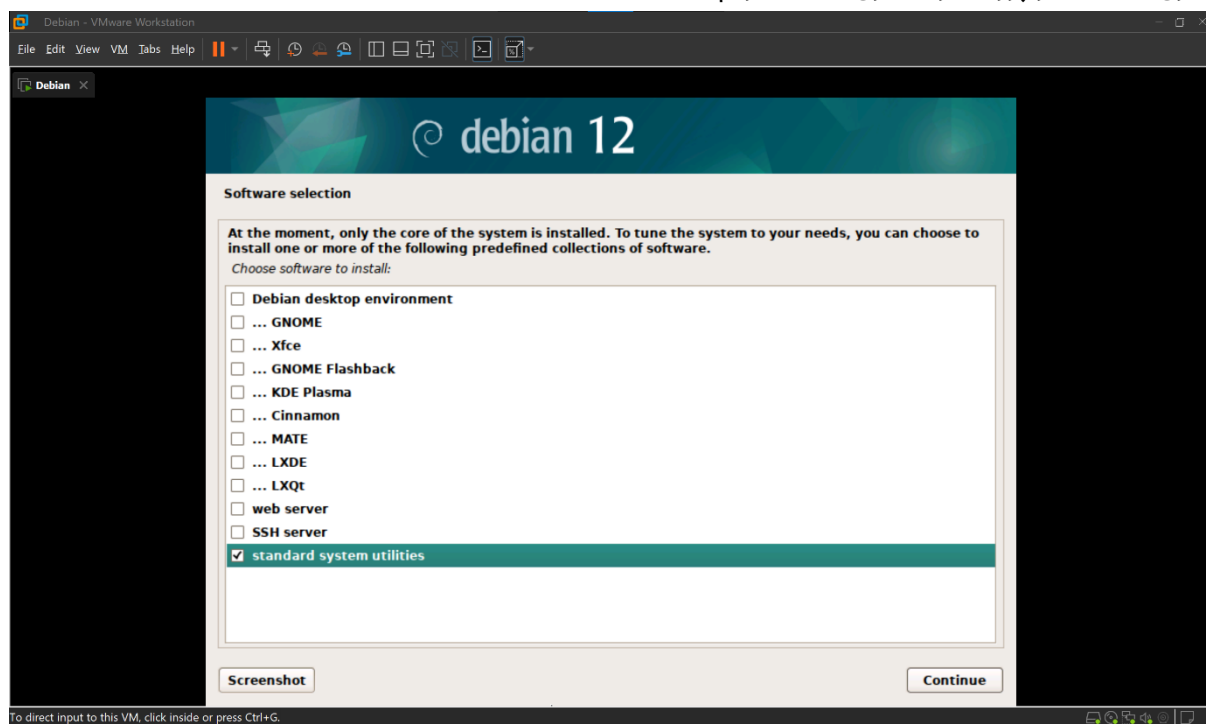 Debian - VMware Workstation
File Edit View VM Tabs Help
Debian
debian 12
Software selection
At the moment, only the core of the system is installed. To tune the system to your needs, you can choose to
install one or more of the following predefined collections of software.
Choose software to install:
Debian desktop environment
... GNOME
... Xfce
... GNOME Flashback
... KDE Plasma
... Cinnamon
... MATE
... LXDE
... LXQt
web server
SSH server
standard system utilities
Screenshot Continue
To direct input to this VM, click inside or press Ctrl+G.